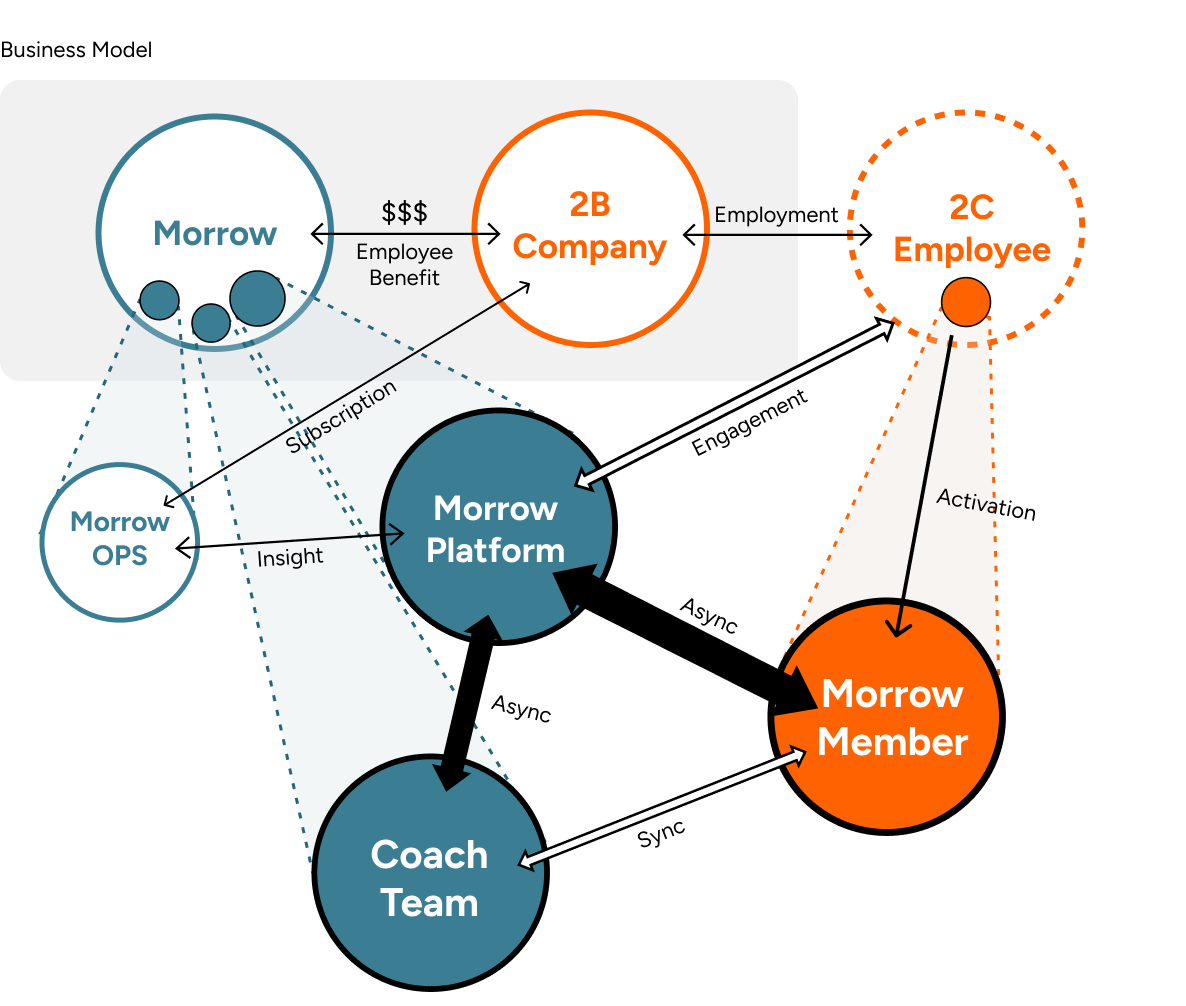 Business Model
Morrow
$$$
Employee
Benefit
2B
Company
Employment
2C
Employee
Subscription
Engagement
Morrow
OPS
Insight
Morrow
Platform
Activation
Async
Async
Morrow
Member
Coach
Team
Sync